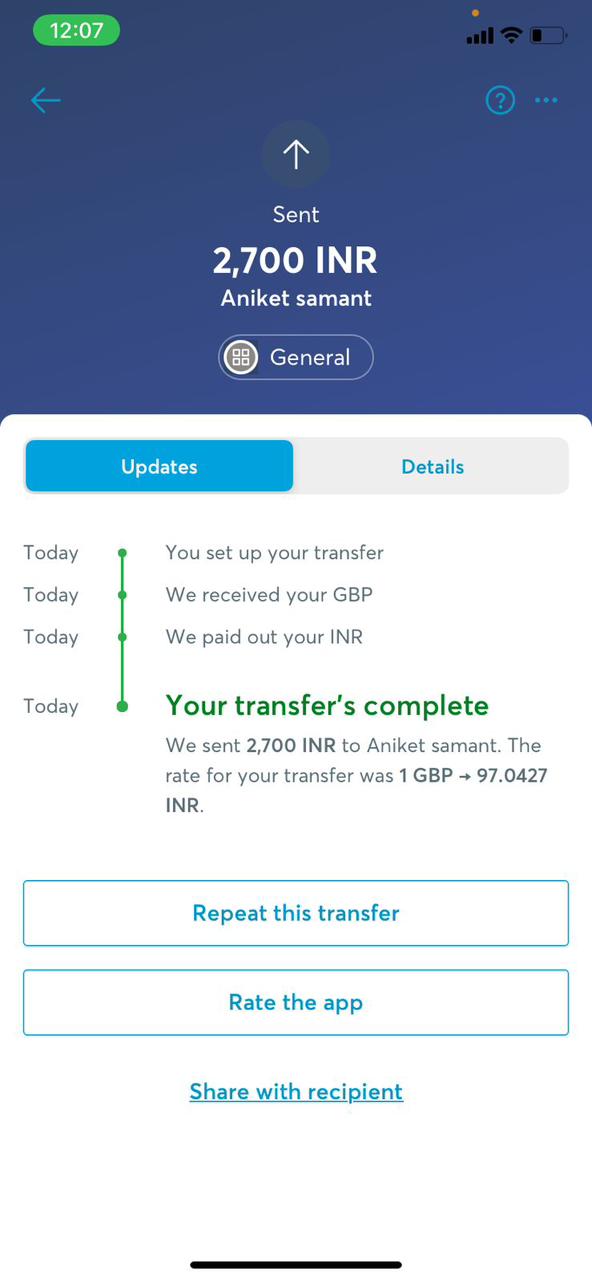 12:07
?
Sent
2,700 INR
Aniket samant
General
Updates
Details
Today You set up your transfer
Today We received your GBP
Today We paid out your INR
Today Your transfer's complete
We sent 2,700 INR to Aniket samant. The
rate for your transfer was 1 GBP → 97.0427
INR.
Repeat this transfer
Rate the app
Share with recipient